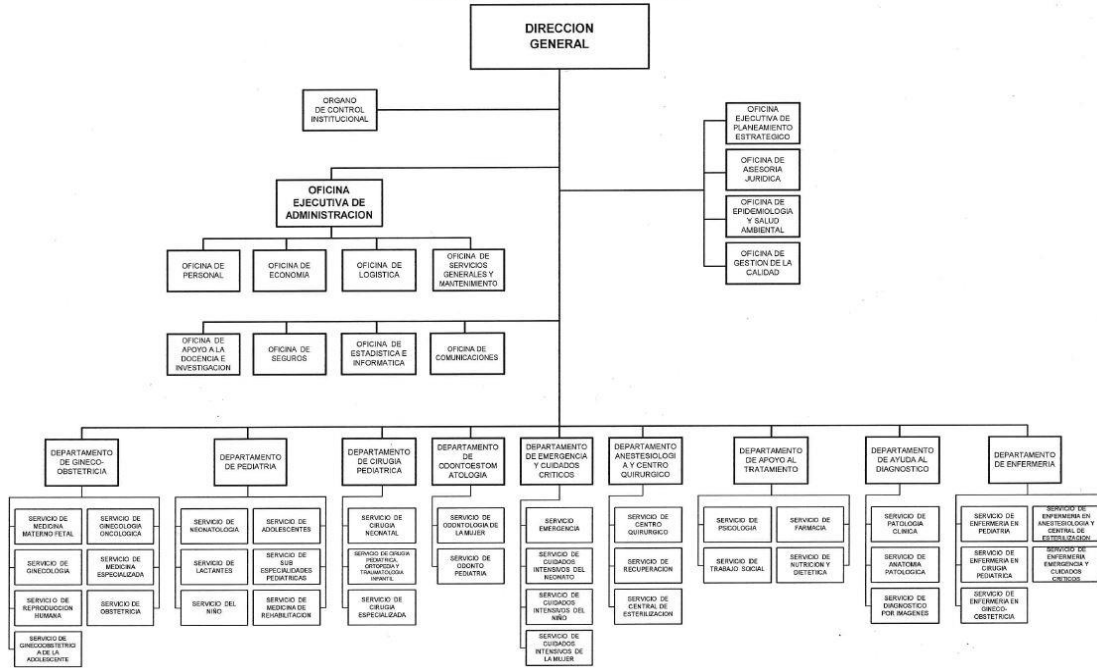 DIRECCION
GENERAL
ORGANO
DE CONTROL
INSTITUCIONAL
OFICINA
EJECUTIVA DE
PLANEAMIENTO
ESTRATEGICO
OFICINA DE
ASESORIA
JURIDICA
OFICINA DE
EPIDEMIOLOGIA
Y SALUD
AMBIENTAL
OFICINA DE
GESTION DE LA
CALIDAD
OFICINA
EJECUTIVA DE
ADMINISTRACION
OFICINA DE
PERSONAL
OFICINA DE
ECONOMIA
OFICINA DE
LOGISTICA
OFICINA DE
SERVICIOS
GENERALES Y
MANTENIMIENTO
OFICINA DE
APOYO A LA
DOCENCIA E
INVESTIGACION
OFICINA DE
SEGUROS
OFICINA DE
ESTADISTICA E
INFORMATICA
OFICINA DE
COMUNICACIONES
DEPARTAMENTO
DE GINECO-
OBSTETRICIA
DEPARTAMENTO
DE PEDIATRIA
DEPARTAMENTO
DE CIRUGIA
PEDIATRICA
DEPARTAMENTO
DE
ODONTOESTOM
ATOLOGIA
DEPARTAMENTO
DE EMERGENCIA
Y CUIDADOS
CRITICOS
DEPARTAMENTO
ANESTESIOLOGI
A Y CENTRO
QUIRURGICO
DEPARTAMENTO
DE APOYO AL
TRATAMIENTO
DEPARTAMENTO
DE AYUDA AL
DIAGNOSTICO
DEPARTAMENTO
DE ENFERMERIA
SERVICIO DE
MEDICINA
MATERNO FETAL
SERVICIO DE
GINECOLOGIA
ONCOLOGICA
SERVICIO DE
GINECOLOGIA
SERVICIO DE
MEDICINA
ESPECIALIZADA
SERVICIO DE
REPRODUCCION
HUMANA
SERVICIO DE
OBSTETRICIA
SERVICIO DE
GINECOOBSTETRICI
A DE LA
ADOLESCENTE
SERVICIO DE
NEONATOLOGIA
SERVICIO DE
ADOLESCENTES
SERVICIO DE
LACTANTES
SERVICIO DE
SUB
ESPECIALIDADES
PEDIATRICAS
SERVICIO DEL
NIÑO
SERVICIO DE
MEDICINA DE
REHABILITACION
SERVICIO DE
CIRUGIA
NEONATAL
SERVICIO DE CIRUGIA
PEDIATRICA,
ORTOPEDIA Y
TRAUMATOLOGIA
INFANTIL
SERVICIO DE
CIRUGIA
ESPECIALIZADA
SERVICIO DE
ODONTOLOGIA DE
LA MUJER
SERVICIO DE
ODONTO
PEDIATRIA
SERVICIO
EMERGENCIA
SERVICIO DE
CUIDADOS
INTENSIVOS DEL
NEONATO
SERVICIO DE
CUIDADOS
INTENSIVOS DEL
NIÑO
SERVICIO DE
CUIDADOS
INTENSIVOS DE
LA MUJER
SERVICIO DE
CENTRO
QUIRURGICO
SERVICIO DE
RECUPERACION
SERVICIO DE
CENTRAL DE
ESTERILIZACION
SERVICIO DE
PSICOLOGIA
SERVICIO DE
FARMACIA
SERVICIO DE
TRABAJO SOCIAL
SERVICIO DE
NUTRICION Y
DIETETICA
SERVICIO DE
PATOLOGIA
CLINICA
SERVICIO DE
ANATOMIA
PATOLOGICA
SERVICIO DE
DIAGNOSTICO
POR IMAGENES
SERVICIO DE
ENFERMERIA EN
PEDIATRIA
SERVICIO DE
ENFERMERIA EN
ANESTESIOLOGIA Y
CENTRAL DE
ESTERILIZACION
SERVICIO DE
ENFERMERIA EN
CIRUGIA
PEDIATRICA
SERVICIO DE
ENFERMERIA
EMERGENCIA Y
CUIDADOS
CRITICOS
SERVICIO DE
ENFERMERIA EN
GINECO-
OBSTETRICIA